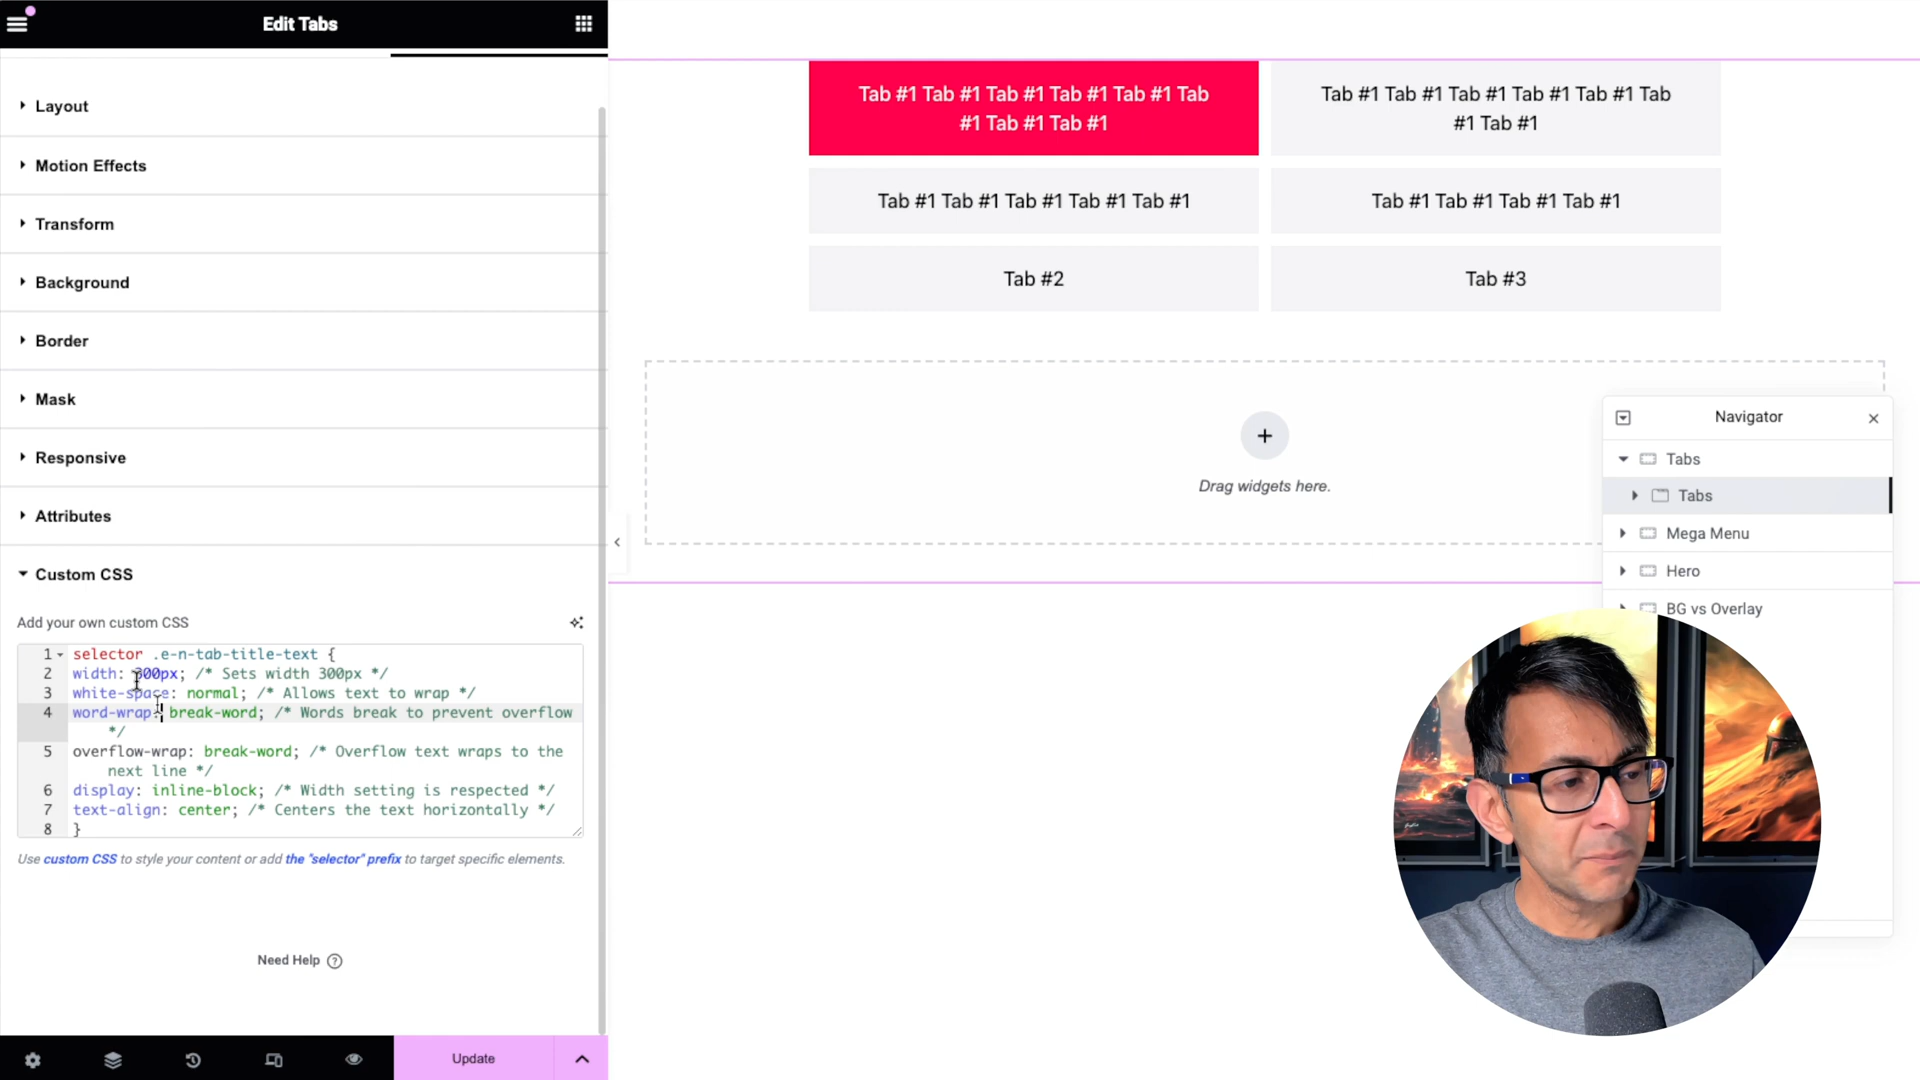 Edit Tabs
Layout
Motion Effects
Transform
Background
Border
Mask
Responsive
Attributes
Custom CSS
Add your own custom CSS
1 selector .e-n-tab-title-text {
2 width: 300px; /* Sets width 300px */
3 white-space: normal; /* Allows text to wrap */
4 word-wrap: break-word; /* Words break to prevent overflow
*/
5 overflow-wrap: break-word; /* Overflow text wraps to the
next line */
6 display: inline-block; /* Width setting is respected */
7 text-align: center; /* Centers the text horizontally */
8 }
Use custom CSS to style your content or add the "selector" prefix to target specific elements.
Need Help ?
Update
Tab #1 Tab #1 Tab #1 Tab #1 Tab #1 Tab
#1 Tab #1 Tab #1
Tab #1 Tab #1 Tab #1 Tab #1 Tab #1 Tab
#1 Tab #1
Tab #1 Tab #1 Tab #1 Tab #1 Tab #1
Tab #1 Tab #1 Tab #1 Tab #1
Tab #2
Tab #3
Drag widgets here.
Navigator
Tabs
Tabs
Mega Menu
Hero
BG vs Overlay